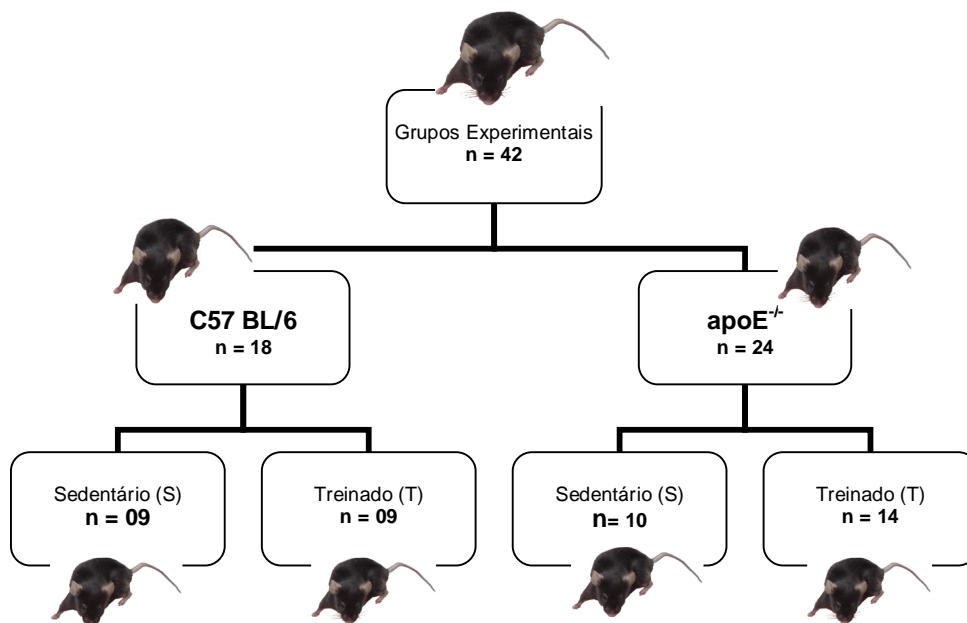 Grupos Experimentais
n = 42
C57 BL/6
n = 18
apoE-/-
n = 24
Sedentário (S)
n = 09
Treinado (T)
n = 09
Sedentário (S)
n= 10
Treinado (T)
n = 14